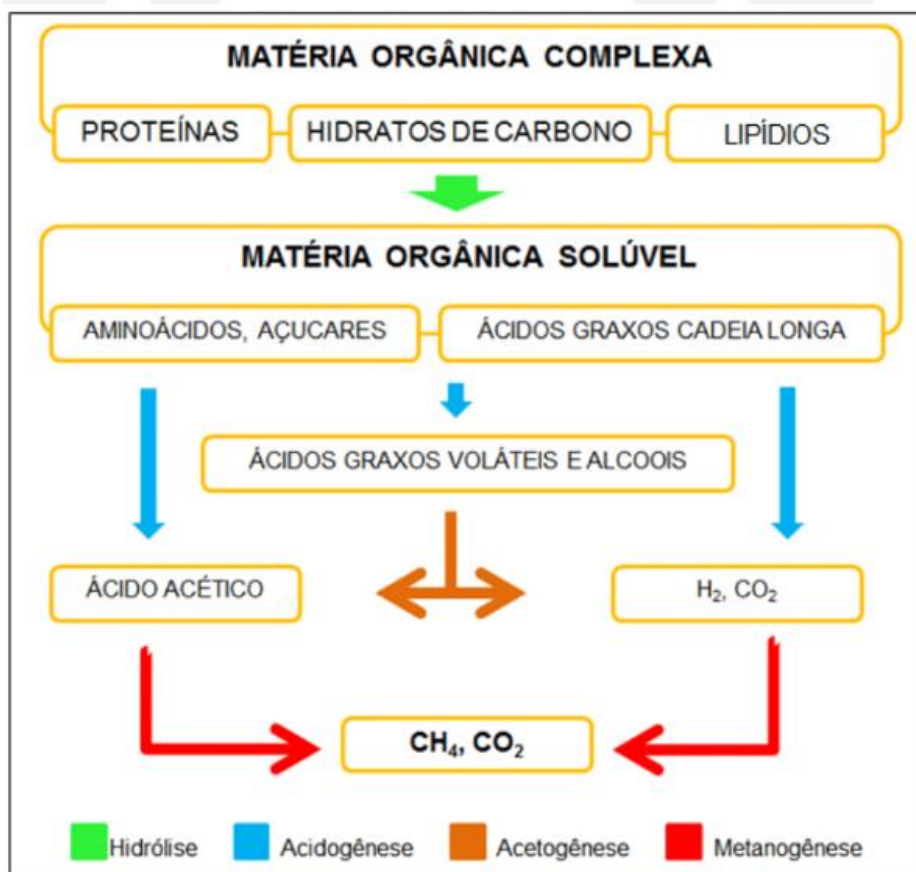 MATÉRIA ORGÂNICA COMPLEXA
PROTEÍNAS
HIDRATOS DE CARBONO
LIPÍDIOS
MATÉRIA ORGÂNICA SOLÚVEL
AMINOÁCIDOS, AÇUCARES
ÁCIDOS GRAXOS CADEIA LONGA
ÁCIDOS GRAXOS VOLÁTEIS E ALCOOIS
ÁCIDO ACÉTICO
H₂, CO₂
CH₄, CO₂
Hidrólise
Acidogênese
Acetogênese
Metanogênese